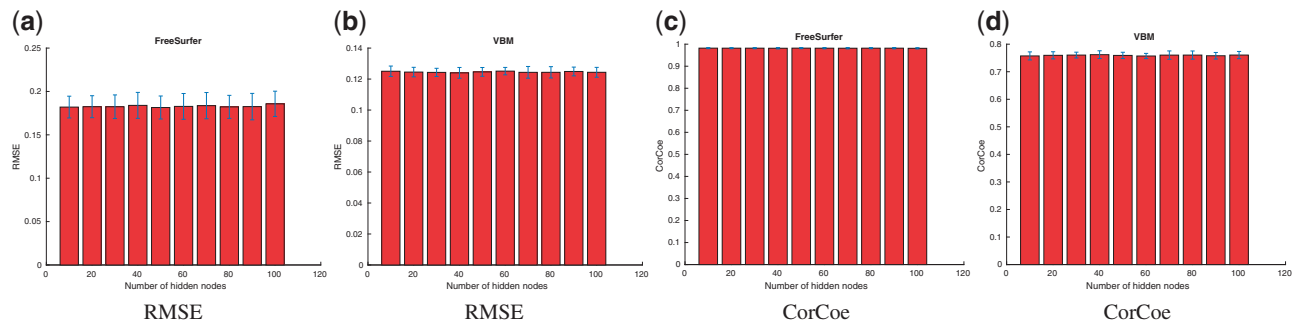 (a)
FreeSurfer
RMSE
0.25
0.2
0.15
0.1
0.05
0
0 20 40 60 80 100 120
Number of hidden nodes
RMSE
(b)
VBM
RMSE
0.14
0.12
0.1
0.08
0.06
0.04
0.02
0
0 20 40 60 80 100 120
Number of hidden nodes
RMSE
(c)
FreeSurfer
CorCoe
1
0.9
0.8
0.7
0.6
0.5
0.4
0.3
0.2
0.1
0
0 20 40 60 80 100 120
Number of hidden nodes
CorCoe
(d)
VBM
CorCoe
0.8
0.7
0.6
0.5
0.4
0.3
0.2
0.1
0
0 20 40 60 80 100 120
Number of hidden nodes
CorCoe